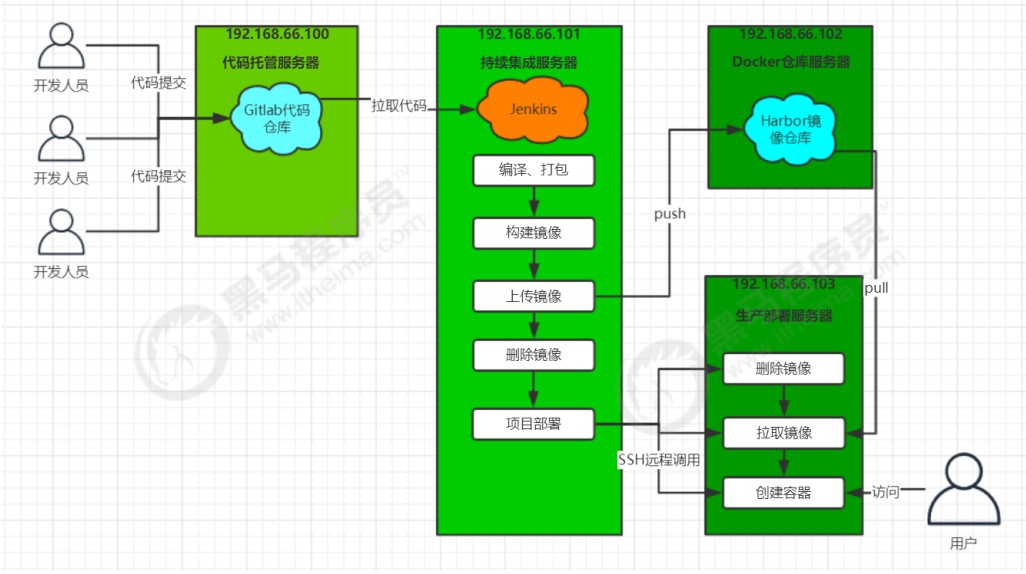 192.168.66.100
192.168.66.101
192.168.66.102
代码托管服务器
持续集成服务器
Docker仓库服务器
开发人员
代码提交
Gitlab代码
仓库
拉取代码
Jenkins
Harbor镜
像仓库
开发人员
代码提交
编译、打包
push
构建镜像
开发人员
上传镜像
192.168.66.103
pull
生产部署服务器
删除镜像
删除镜像
项目部署
拉取镜像
SSH远程调用
创建容器
访问
用户
黑马程序员™
www.itheima.com
黑马程序员™
www.itheima.com